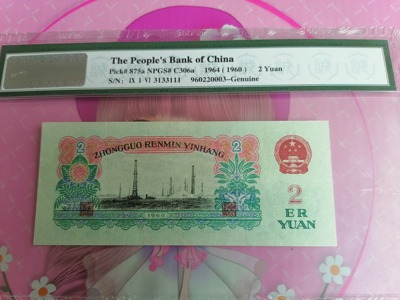 The People's Bank of China
Pick# 875a NPGS# C306a 1964 ( 1960 ) 2 Yuan
S/N: IX I VI 3133111 960220003-Genuine
2 ZHONGGUO RENMIN YINHANG 2
2
ER
YUAN
1960